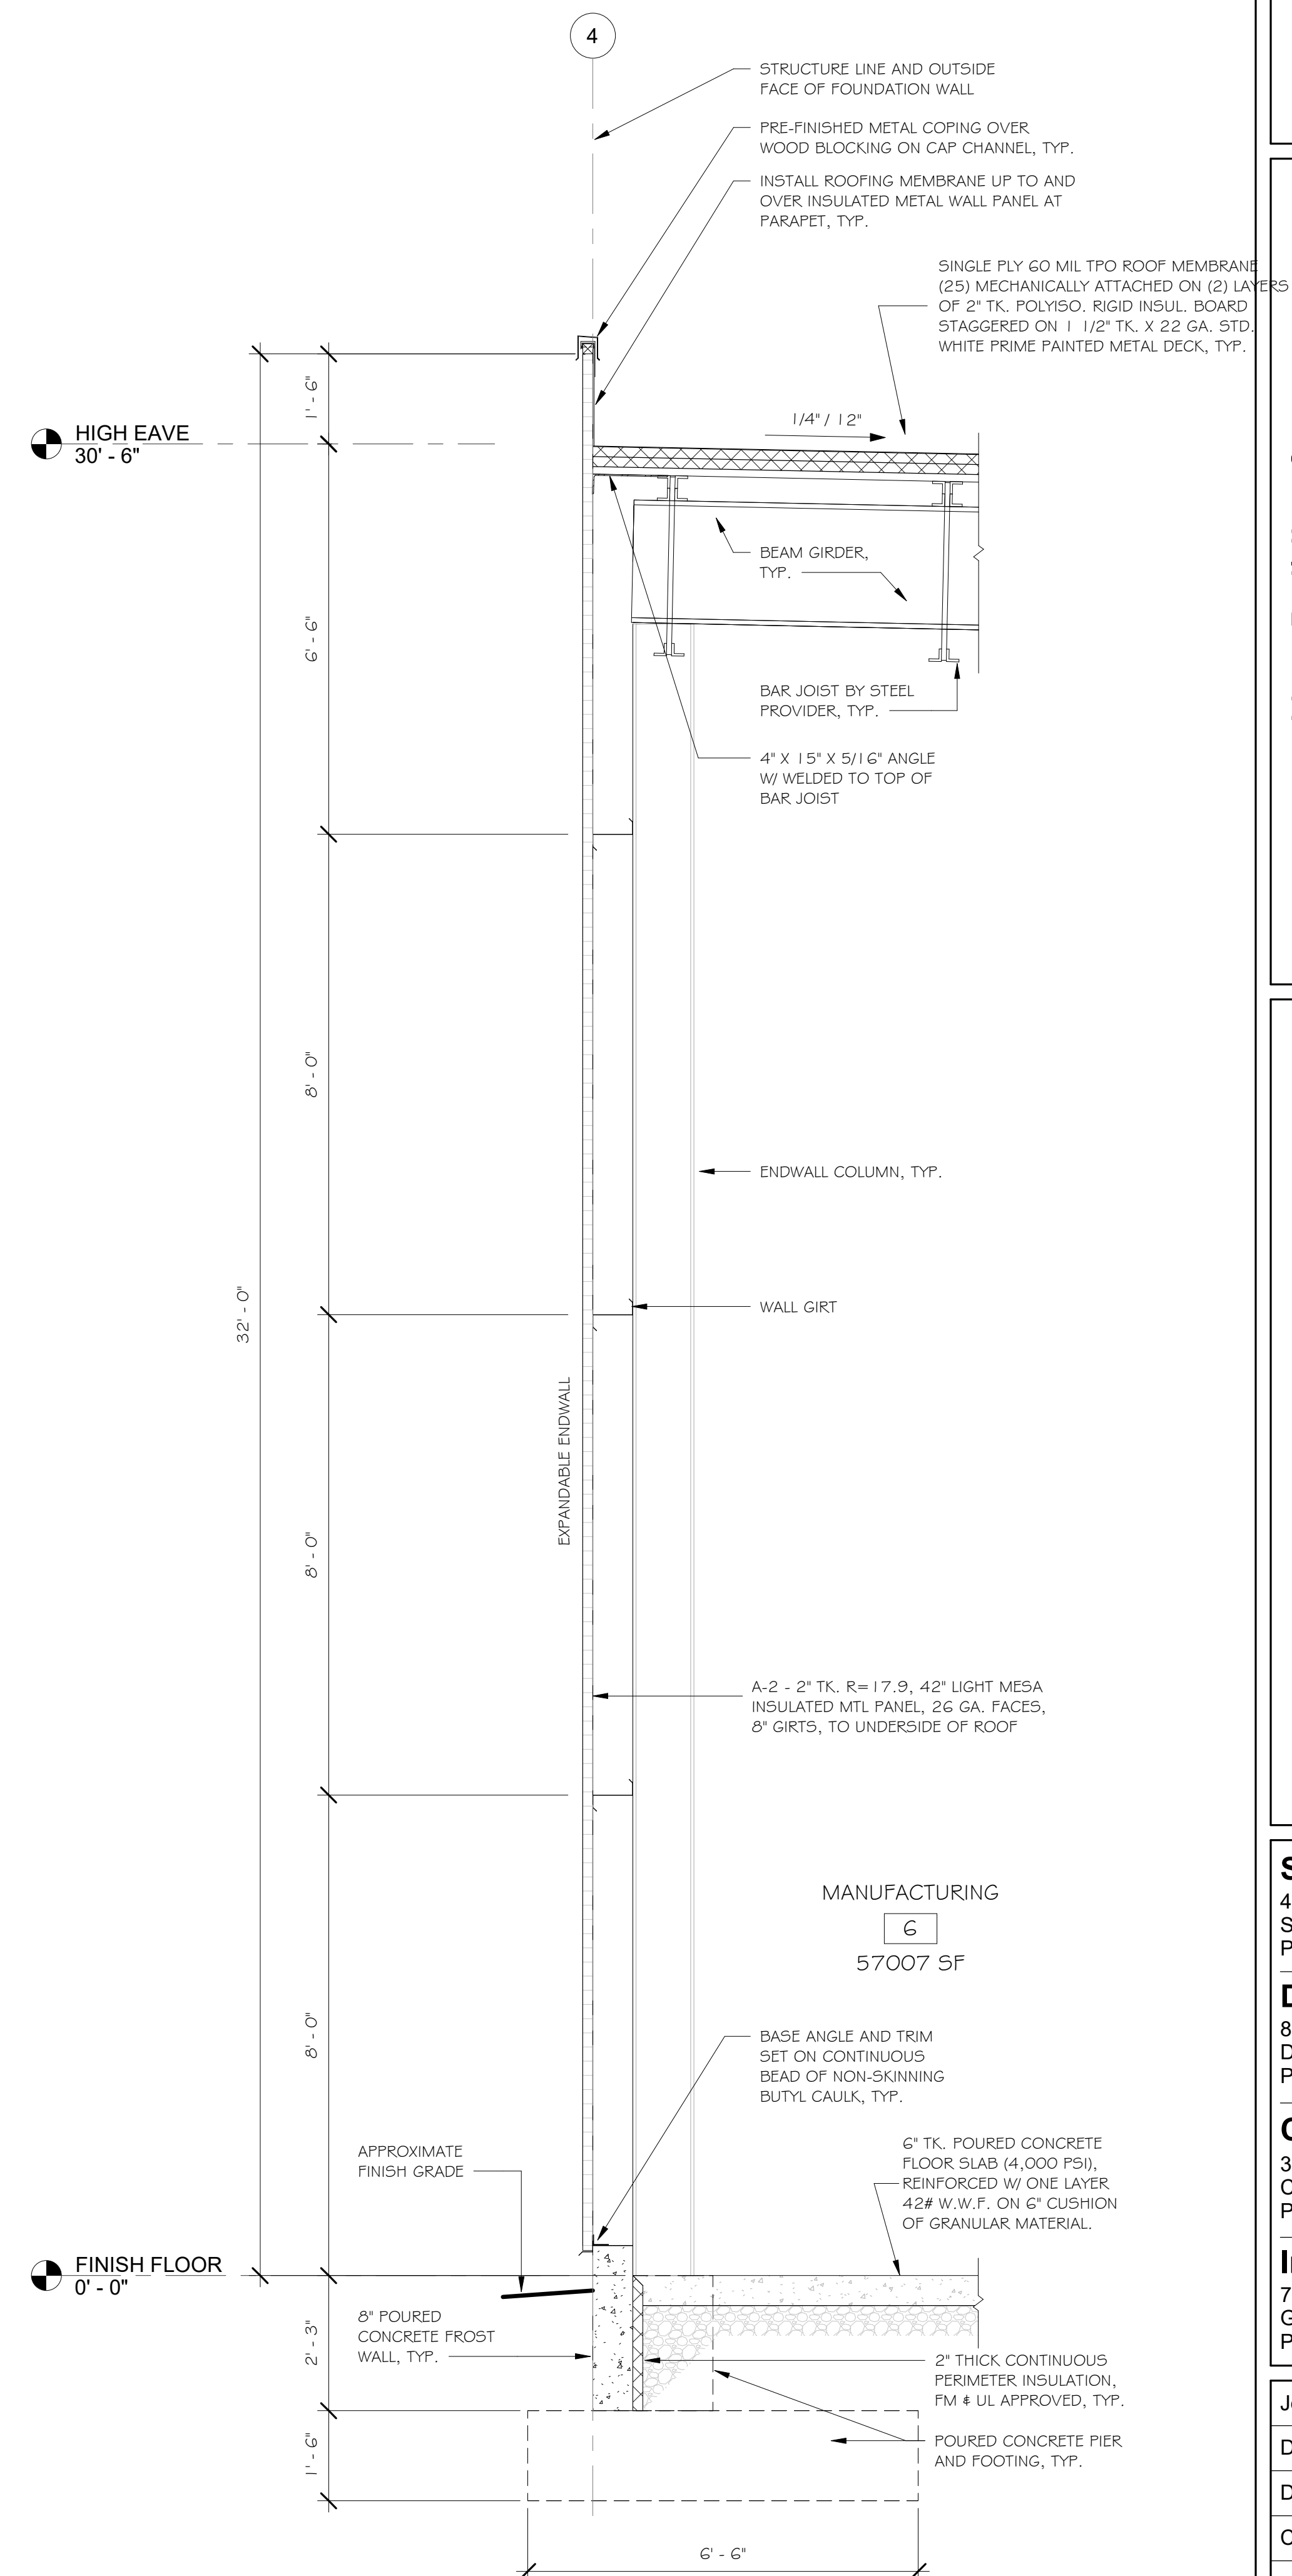 4
STRUCTURE LINE AND OUTSIDE
FACE OF FOUNDATION WALL
PRE-FINISHED METAL COPING OVER
WOOD BLOCKING ON CAP CHANNEL, TYP.
INSTALL ROOFING MEMBRANE UP TO AND
OVER INSULATED METAL WALL PANEL AT
PARAPET, TYP.
SINGLE PLY 60 MIL TPO ROOF MEMBRANE
(25) MECHANICALLY ATTACHED ON (2) LAYERS
OF 2" TK. POLYISO. RIGID INSUL. BOARD
STAGGERED ON 1 1/2" TK. X 22 GA. STD.
WHITE PRIME PAINTED METAL DECK, TYP.
1' - 6"
HIGH EAVE
30' - 6"
1/4" / 12"
BEAM GIRDER,
TYP.
6' - 6"
BAR JOIST BY STEEL
PROVIDER, TYP.
4" X 15" X 5/16" ANGLE
W/ WELDED TO TOP OF
BAR JOIST
8' - 0"
ENDWALL COLUMN, TYP.
32' - 0"
WALL GIRT
EXPANDABLE ENDWALL
8' - 0"
A-2 - 2" TK. R=17.9, 42" LIGHT MESA
INSULATED MTL PANEL, 26 GA. FACES,
8" GIRTS, TO UNDERSIDE OF ROOF
MANUFACTURING
6
57007 SF
8' - 0"
BASE ANGLE AND TRIM
SET ON CONTINUOUS
BEAD OF NON-SKINNING
BUTYL CAULK, TYP.
APPROXIMATE
FINISH GRADE
6" TK. POURED CONCRETE
FLOOR SLAB (4,000 PSI),
REINFORCED W/ ONE LAYER
42# W.W.F. ON 6" CUSHION
OF GRANULAR MATERIAL.
FINISH FLOOR
0' - 0"
8" POURED
CONCRETE FROST
WALL, TYP.
2' - 3"
2" THICK CONTINUOUS
PERIMETER INSULATION,
FM & UL APPROVED, TYP.
POURED CONCRETE PIER
AND FOOTING, TYP.
1' - 6"
6' - 6"